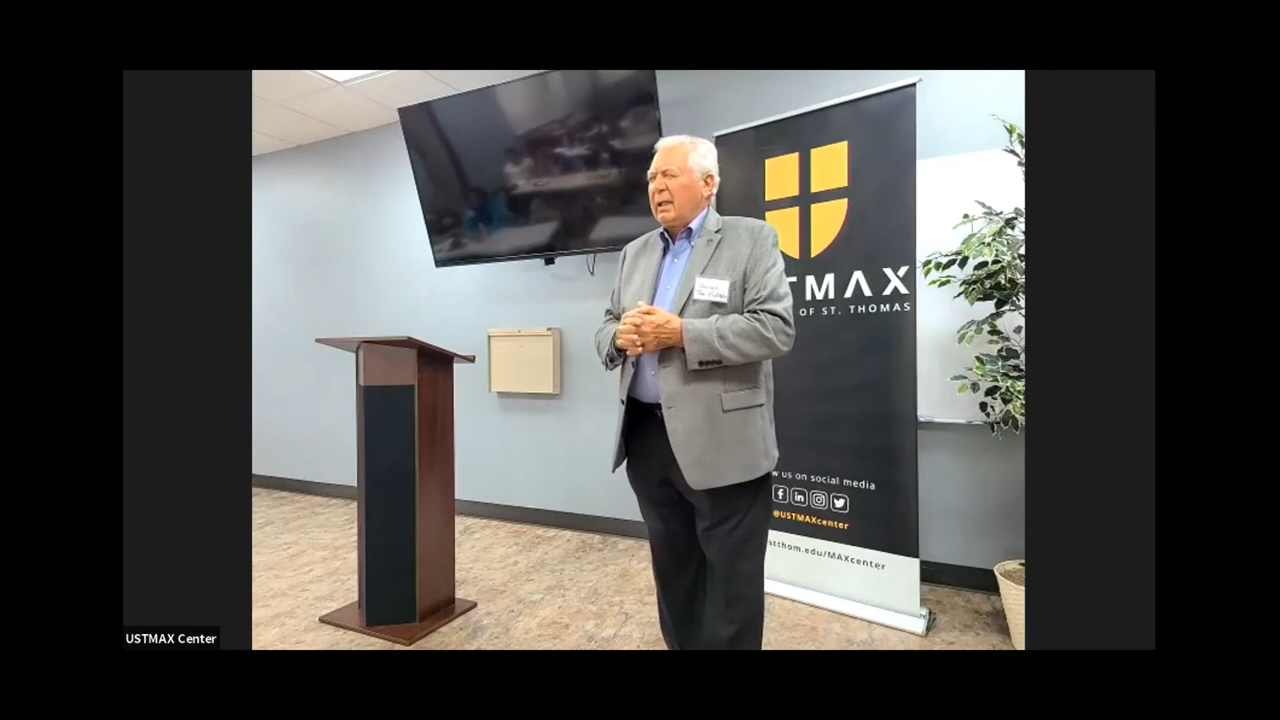 TMAX
OF ST. THOMAS
w us on social media
@USTMAXcenter
stthom.edu/MAXcenter
USTMAX Center